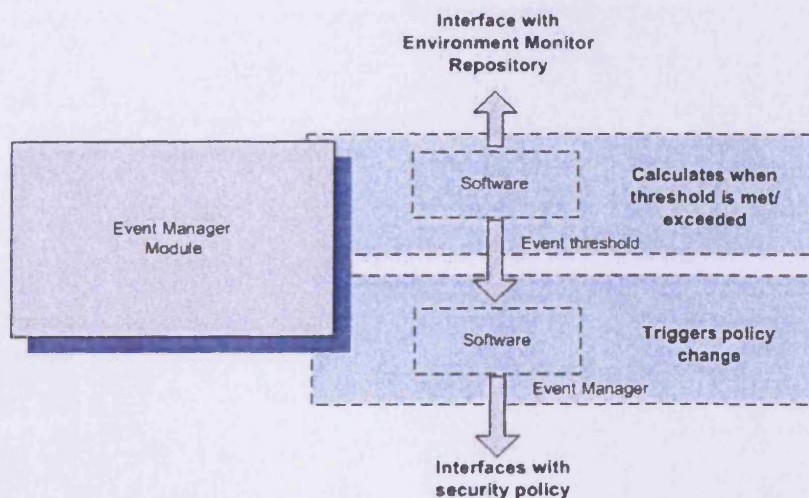 Interface with
Environment Monitor
Repository
Software
Calculates when
threshold is met/
exceeded
Event Manager
Module
Event threshold
Software
Triggers policy
change
Event Manager
Interfaces with
security policy